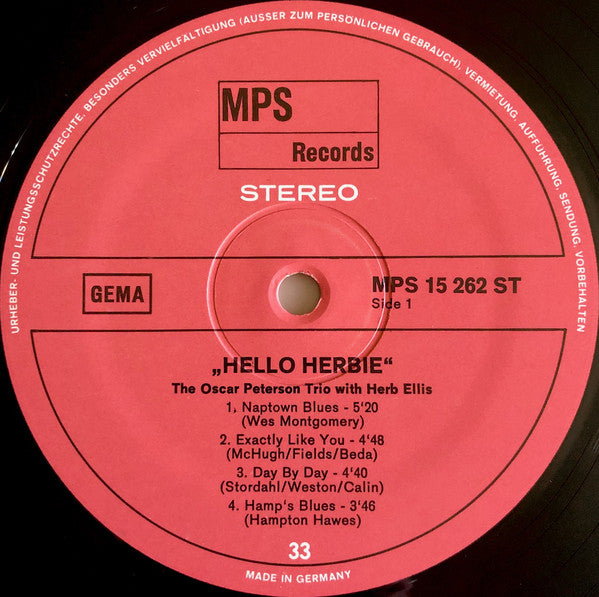 URHEBER- UND LEISTUNGSSCHUTZRECHTE, BESONDERS VERVIELFÄLTIGUNG (AUSSER ZUM PERSÖNLICHEN GEBRAUCH), VERMIETUNG, AUFFÜHRUNG, SENDUNG, VORBEHALTEN
MPS
Records
STEREO
GEMA
MPS 15 262 ST
Side 1
„HELLO HERBIE“
The Oscar Peterson Trio with Herb Ellis
1. Naptown Blues - 5'20
(Wes Montgomery)
2. Exactly Like You - 4'48
(McHugh/Fields/Beda)
3. Day By Day - 4'40
(Stordahl/Weston/Calin)
4. Hamp's Blues - 3'46
(Hampton Hawes)
33
MADE IN GERMANY